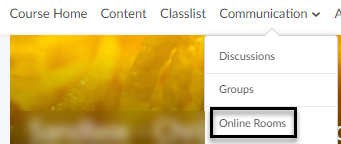 Course Home Content Classlist Communication
Discussions
Groups
Online Rooms